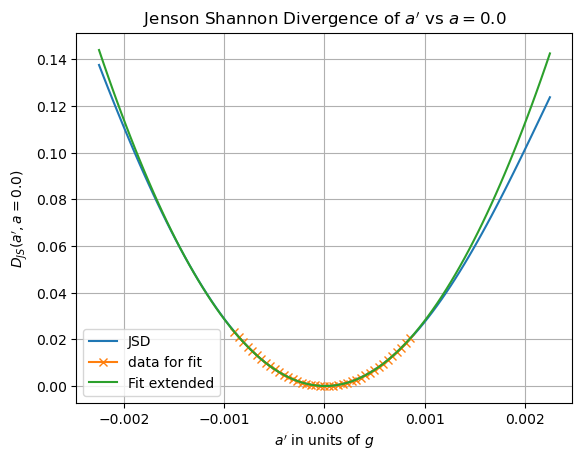 Jenson Shannon Divergence of a′ vs a = 0.0
D_JS(a′, a = 0.0)
0.14
0.12
0.10
0.08
0.06
0.04
0.02
0.00
JSD
data for fit
Fit extended
−0.002
−0.001
0.000
0.001
0.002
a′ in units of g